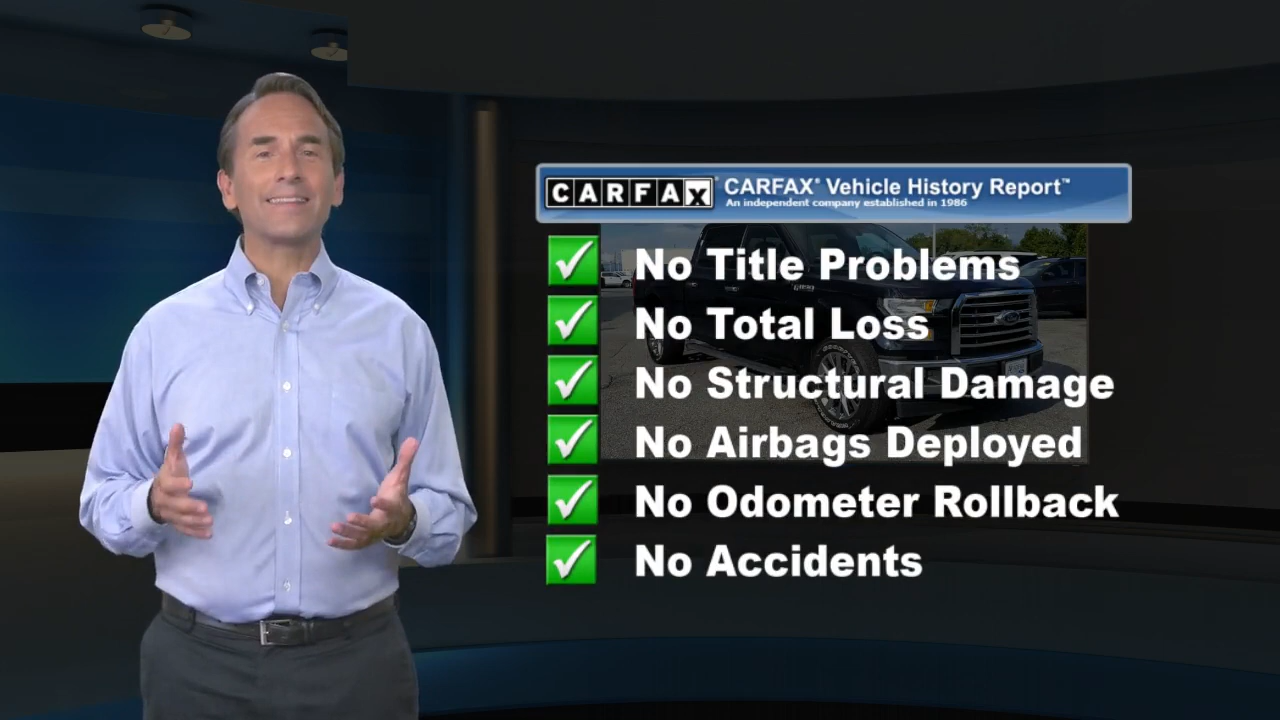 CARFAX® CARFAX® Vehicle History Report™
An independent company established in 1986
No Title Problems
No Total Loss
No Structural Damage
No Airbags Deployed
No Odometer Rollback
No Accidents
Ford